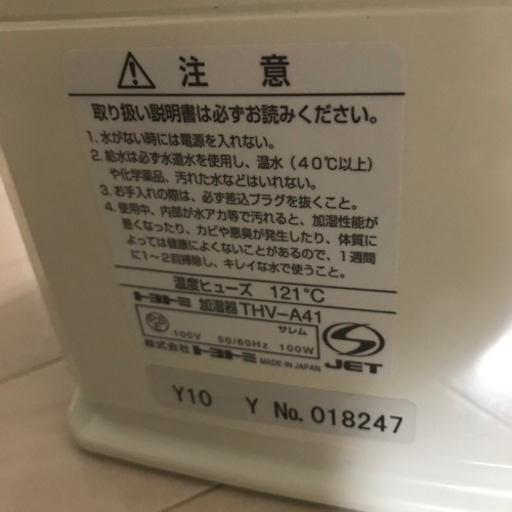 注意
取り扱い説明書は必ずお読みください。
1. 水がない時には電源を入れない。
2. 給水は必ず水道水を使用し、温水（40℃以上）
や化学薬品、汚れた水などはいれない。
3. お手入れの際は、必ず差込プラグを抜くこと。
4. 使用中、内部が水アカ等で汚れると、加湿性能が
悪くなったり、カビや悪臭が発生したり、体質に
よっては健康によくないことがあるので、1週間
に1〜2回掃除し、キレイな水で使うこと。
温度ヒューズ 121℃
トヨトミ 加湿器 THV-A41
サレム
100V 50/60Hz 100W
株式会社トヨトミ MADE IN JAPAN
JET
Y10 Y No. 018247